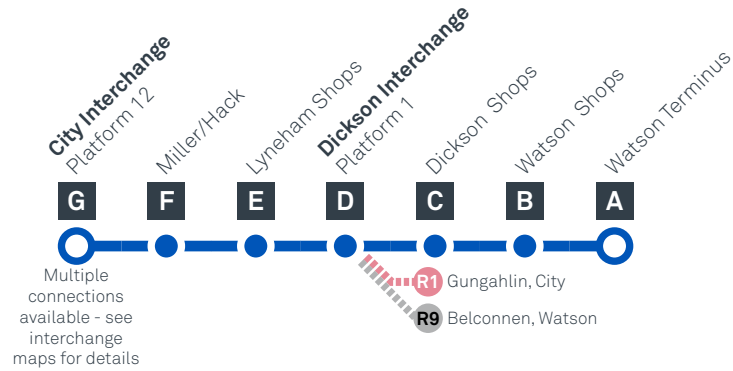 City Interchange
Platform 12
Miller/Hack
Lyneham Shops
Dickson Interchange
Platform 1
Dickson Shops
Watson Shops
Watson Terminus
G
F
E
D
C
B
A
Multiple
connections
available - see
interchange
maps for details
R1 Gungahlin, City
R9 Belconnen, Watson